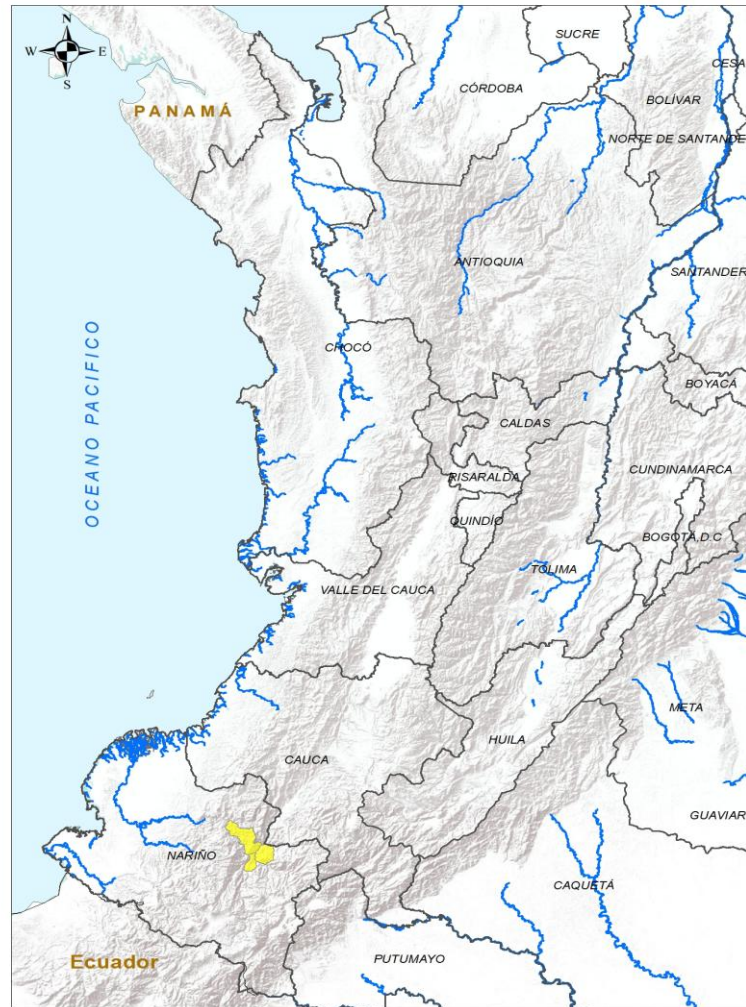 N
W E
S
SUCRE
CESA
CÓRDOBA
BOLÍVAR
PANAMÁ
NORTE DE SANTANDE
ANTIOQUIA
SANTANDER
OCEANO PACIFICO
CHOCÓ
BOYACÁ
CALDAS
CUNDINAMARCA
RISARALDA
QUINDÍO
BOGOTÁ, D.C
TOLIMA
VALLE DEL CAUCA
META
HUILA
CAUCA
GUAVIAR
NARIÑO
CAQUETÁ
Ecuador
PUTUMAYO